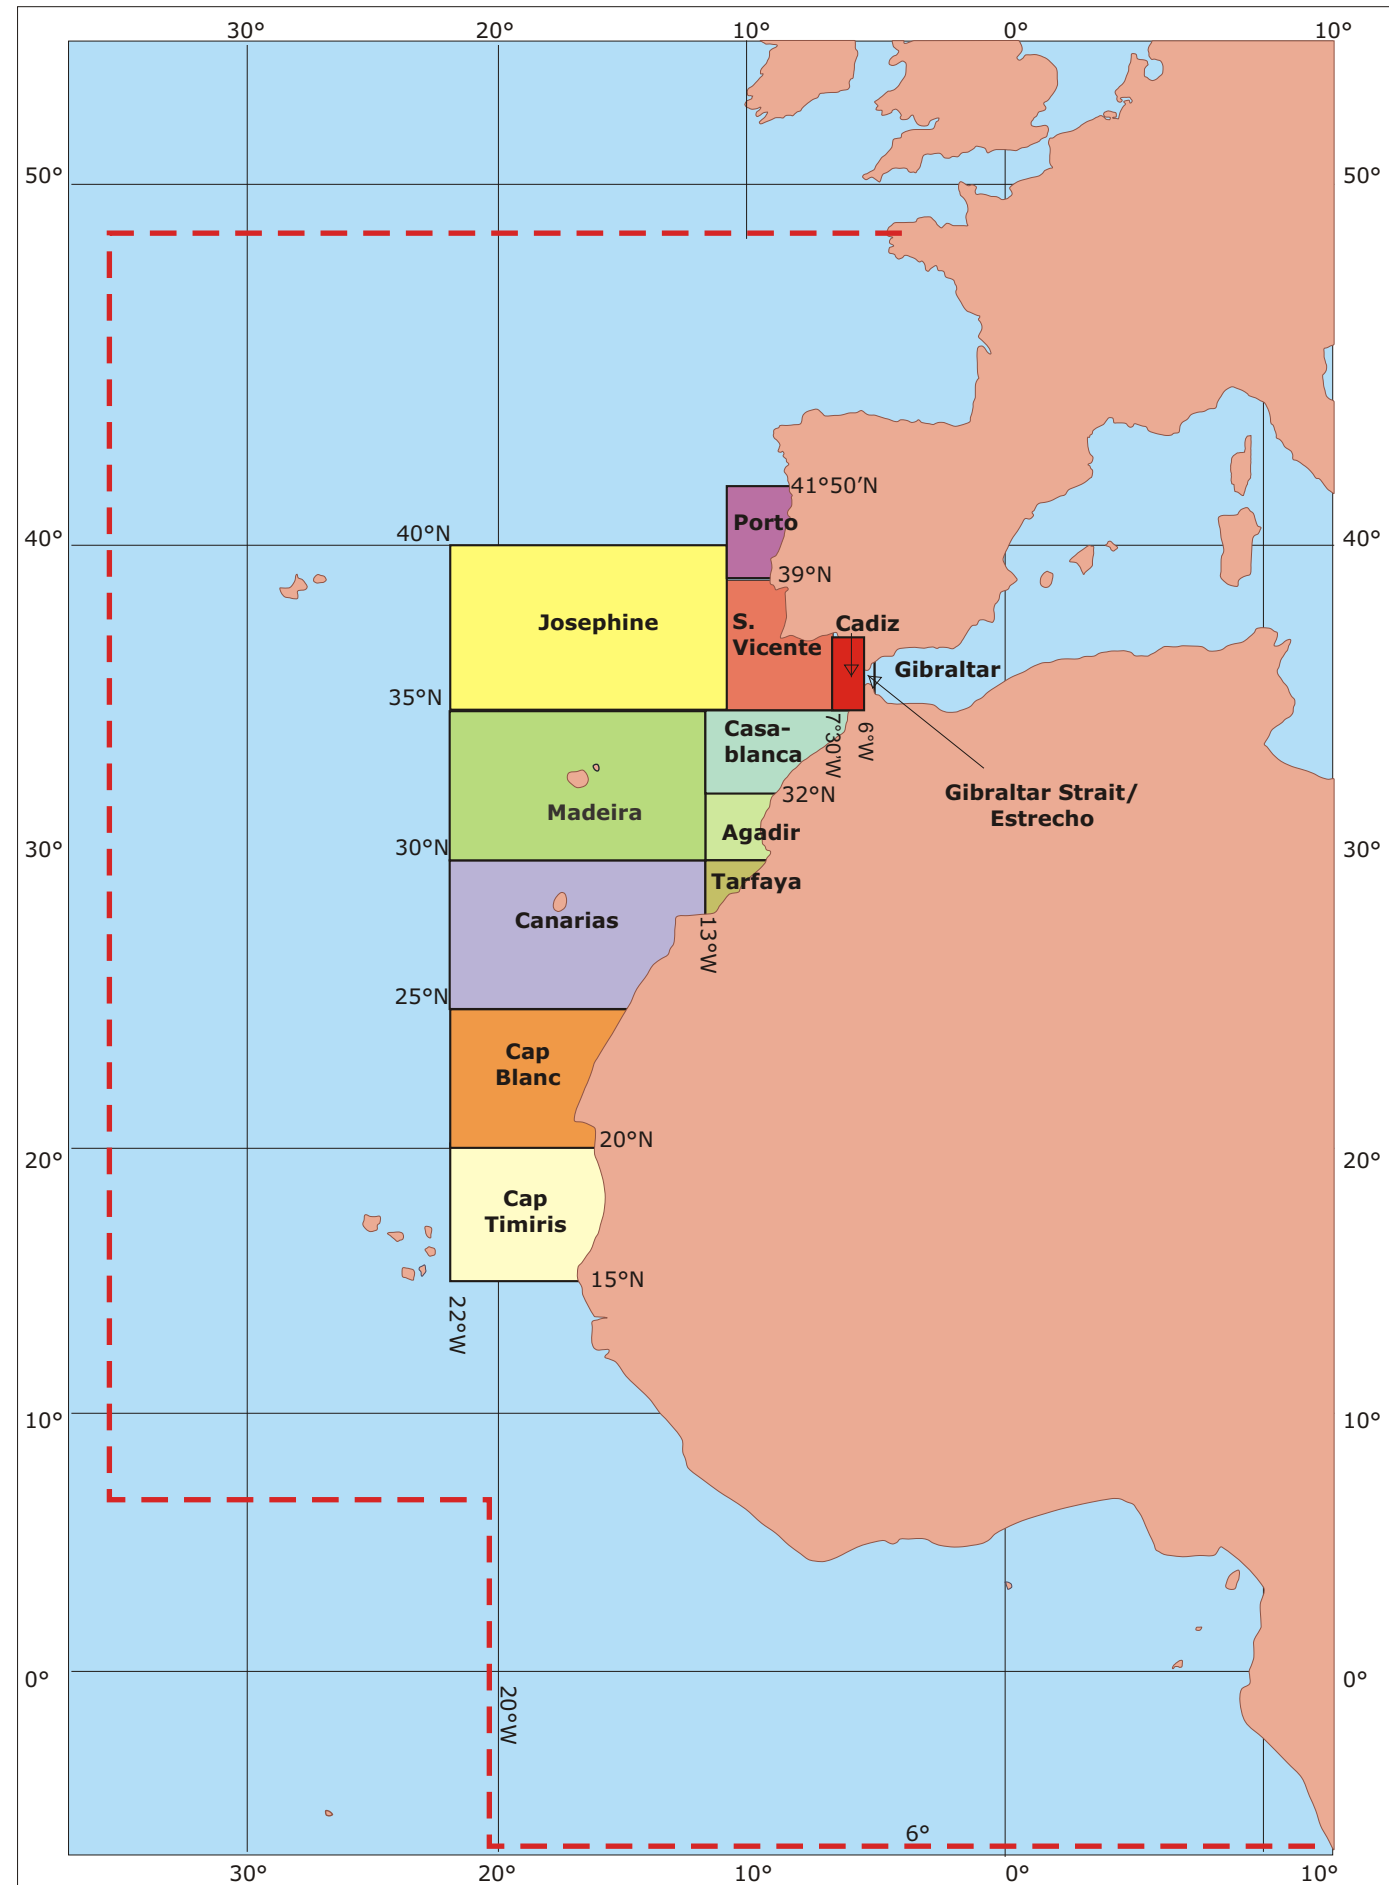 30°
20°
10°
0°
10°
50°
50°
41°50’N
Porto
40°N
40°
40°
39°N
Josephine
S.
Vicente
Cadiz
Gibraltar
35°N
Casa-
blanca
7°30’W
6°W
Gibraltar Strait/
Estrecho
32°N
Madeira
Agadir
30°N
30°
30°
Tarfaya
Canarias
13°W
25°N
Cap
Blanc
20°N
20°
20°
Cap
Timiris
15°N
22°W
10°
10°
0°
0°
20°W
6°
30°
20°
10°
0°
10°